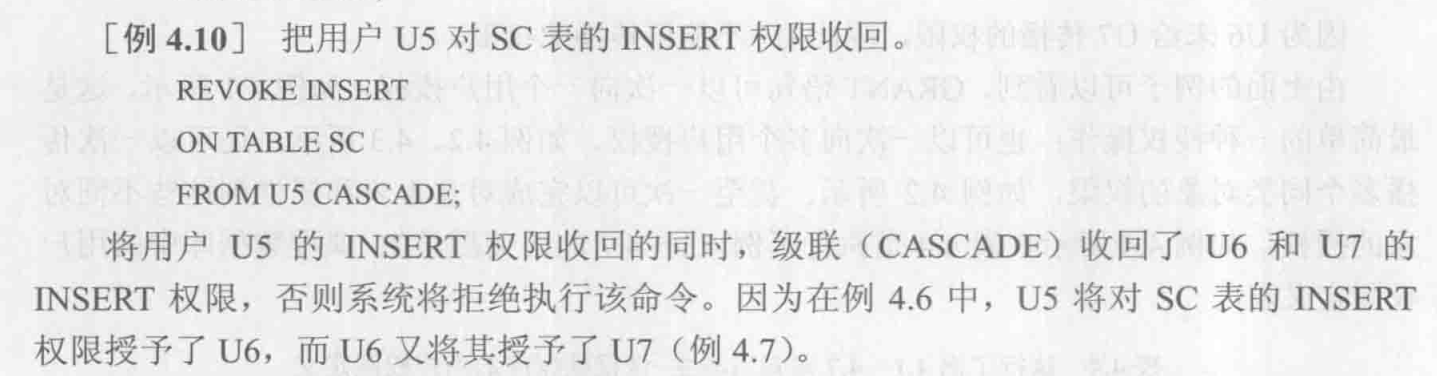 [例 4.10] 把用户 U5 对 SC 表的 INSERT 权限收回。
REVOKE INSERT
ON TABLE SC
FROM U5 CASCADE;
将用户 U5 的 INSERT 权限收回的同时，级联（CASCADE）收回了 U6 和 U7 的
INSERT 权限，否则系统将拒绝执行该命令。因为在例 4.6 中，U5 将对 SC 表的 INSERT
权限授予了 U6，而 U6 又将其授予了 U7（例 4.7）。